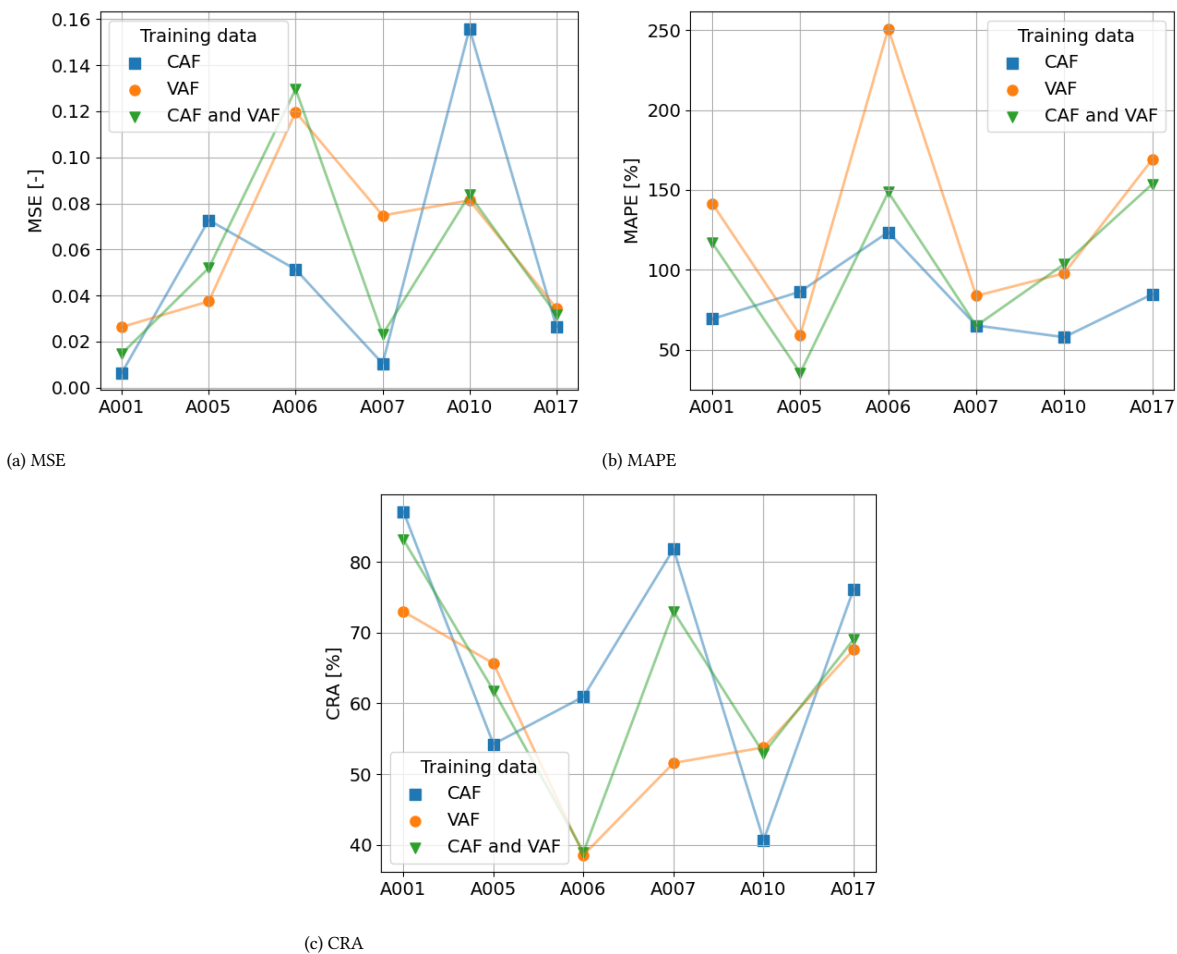 0.16
0.14
0.12
0.10
0.08
0.06
0.04
0.02
0.00
MSE [-]
Training data
CAF
VAF
CAF and VAF
A001 A005 A006 A007 A010 A017
(a) MSE
250
200
150
100
50
MAPE [%]
Training data
CAF
VAF
CAF and VAF
A001 A005 A006 A007 A010 A017
(b) MAPE
80
70
60
50
40
CRA [%]
Training data
CAF
VAF
CAF and VAF
A001 A005 A006 A007 A010 A017
(c) CRA